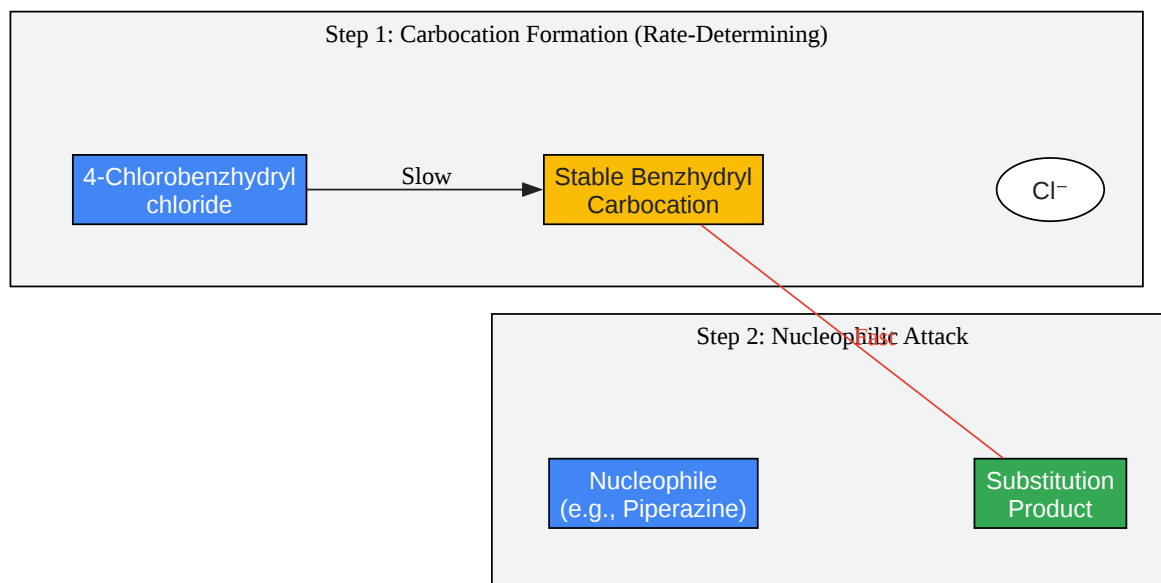 Step 1: Carbocation Formation (Rate-Determining)
4-Chlorobenzhydryl
chloride
Slow
Stable Benzhydryl
Carbocation
Cl⁻
Step 2: Nucleophilic Attack
Fast
Nucleophile
(e.g., Piperazine)
Substitution
Product